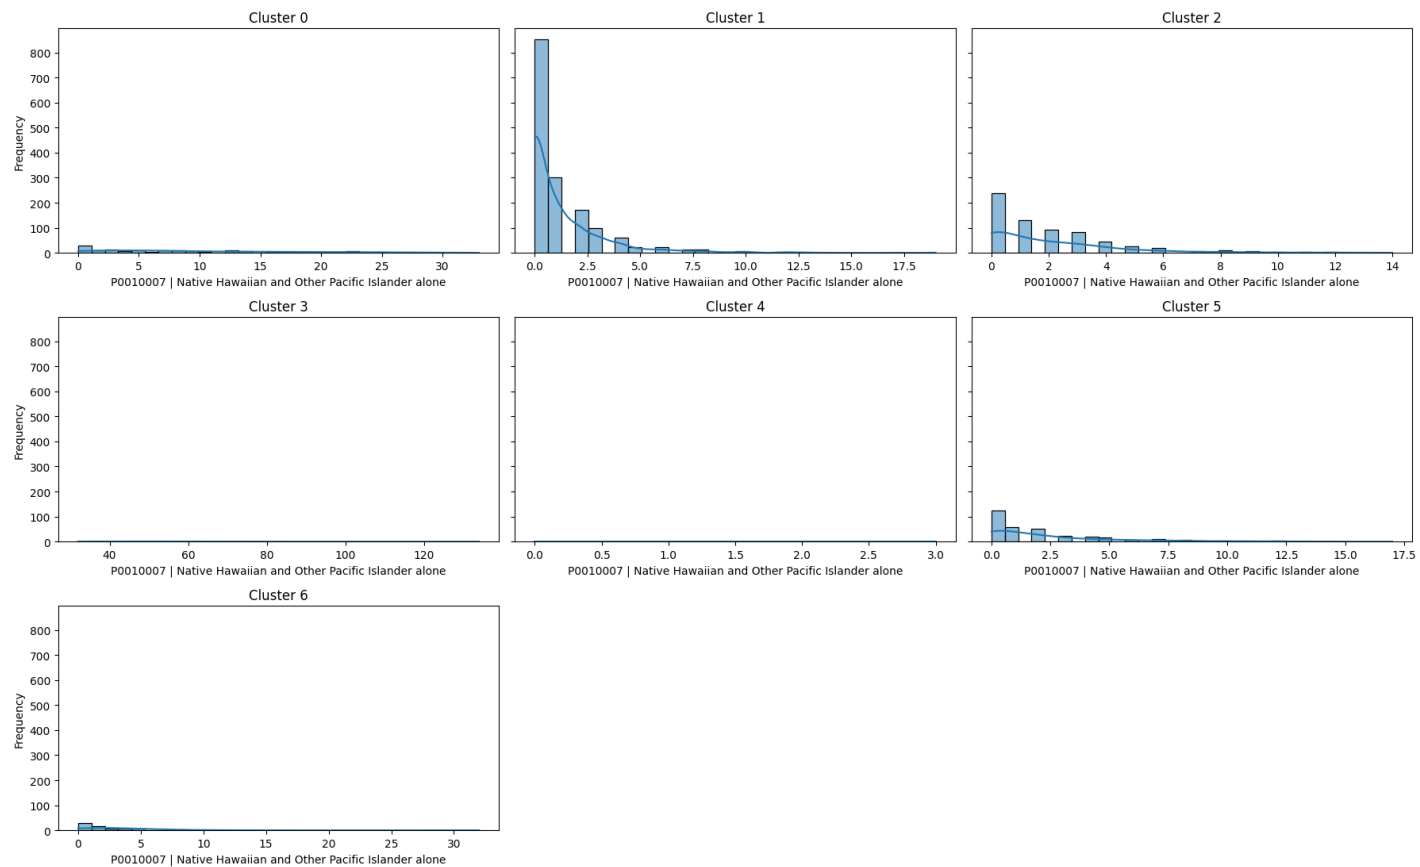 Cluster 0
Cluster 1
Cluster 2
Frequency
800
700
600
500
400
300
200
100
0
0 5 10 15 20 25 30
0.0 2.5 5.0 7.5 10.0 12.5 15.0 17.5
0 2 4 6 8 10 12 14
P0010007 | Native Hawaiian and Other Pacific Islander alone
P0010007 | Native Hawaiian and Other Pacific Islander alone
P0010007 | Native Hawaiian and Other Pacific Islander alone
Cluster 3
Cluster 4
Cluster 5
Frequency
800
700
600
500
400
300
200
100
0
40 60 80 100 120
0.0 0.5 1.0 1.5 2.0 2.5 3.0
0.0 2.5 5.0 7.5 10.0 12.5 15.0 17.5
P0010007 | Native Hawaiian and Other Pacific Islander alone
P0010007 | Native Hawaiian and Other Pacific Islander alone
P0010007 | Native Hawaiian and Other Pacific Islander alone
Cluster 6
Frequency
800
700
600
500
400
300
200
100
0
0 5 10 15 20 25 30
P0010007 | Native Hawaiian and Other Pacific Islander alone